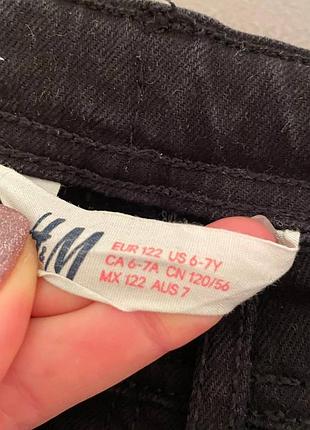 H&M
EUR 122 US 6-7Y
CA 6-7A CN 120/56
MX 122 AUS 7